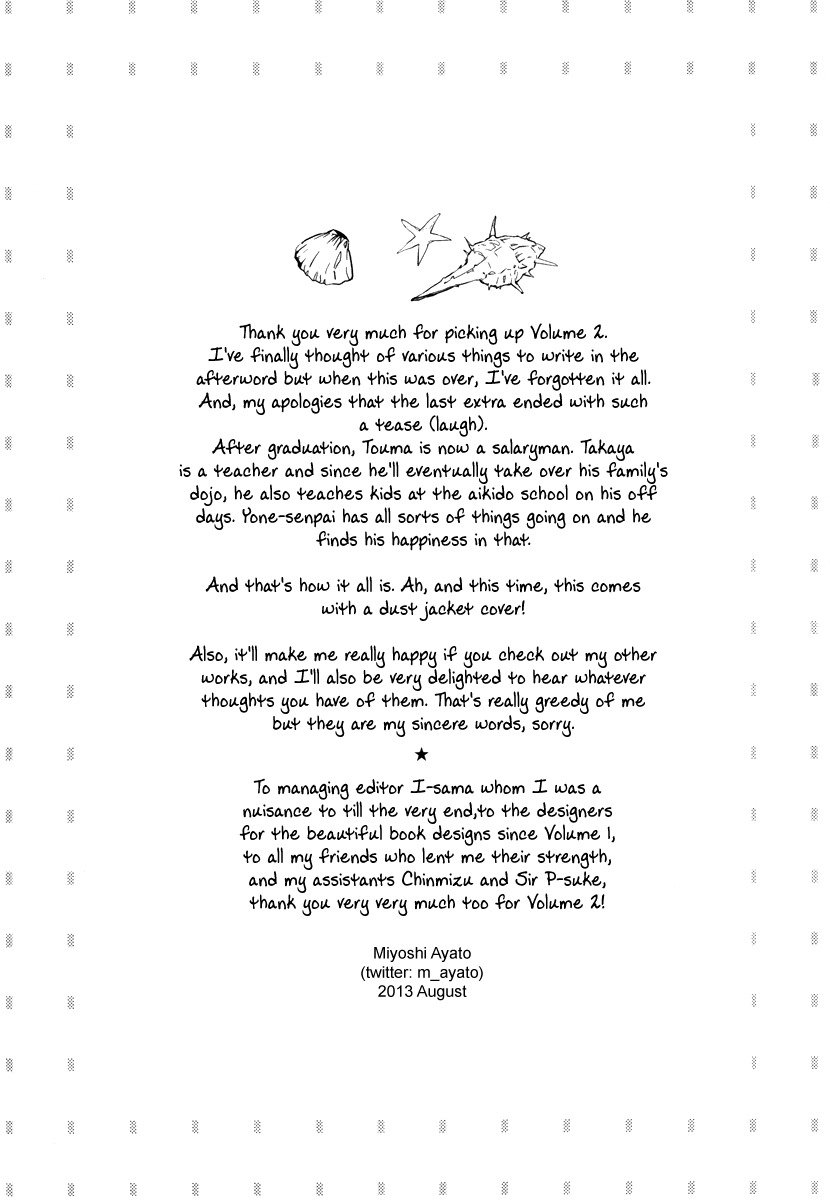 Thank you very much for picking up Volume 2.
I've finally thought of various things to write in the
afterword but when this was over, I've forgotten it all.
And, my apologies that the last extra ended with such
a tease (laugh).
After graduation, Touma is now a salaryman. Takaya
is a teacher and since he'll eventually take over his family's
dojo, he also teaches kids at the aikido school on his off
days. Yone-senpai has all sorts of things going on and he
finds his happiness in that.
And that's how it all is. Ah, and this time, this comes
with a dust jacket cover!
Also, it'll make me really happy if you check out my other
works, and I'll also be very delighted to hear whatever
thoughts you have of them. That's really greedy of me
but they are my sincere words, sorry.
★
To managing editor I-sama whom I was a
nuisance to till the very end,to the designers
for the beautiful book designs since Volume 1,
to all my friends who lent me their strength,
and my assistants Chinmizu and Sir P-suke,
thank you very very much too for Volume 2!
Miyoshi Ayato
(twitter: m_ayato)
2013 August